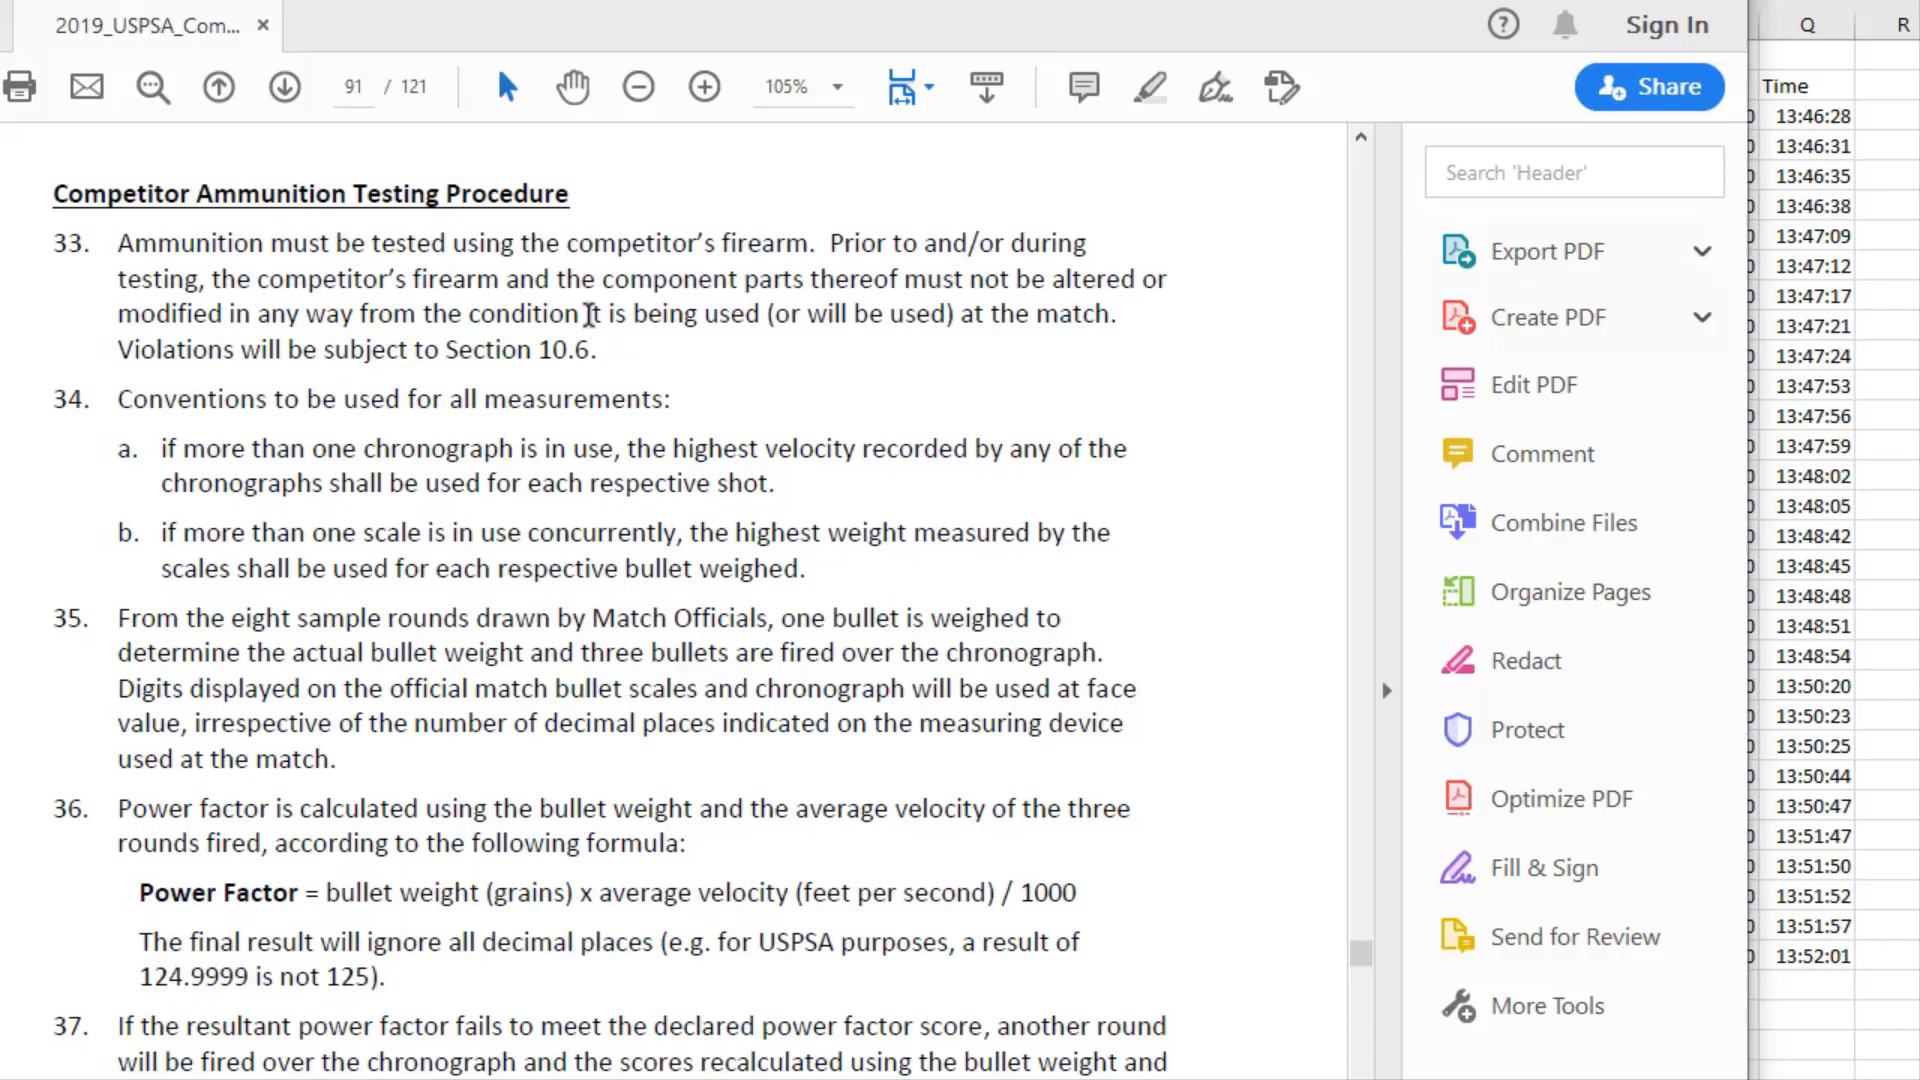 2019_USPSA_Com...
Sign In
91 / 121
105%
Share
Competitor Ammunition Testing Procedure
33. Ammunition must be tested using the competitor's firearm. Prior to and/or during
testing, the competitor's firearm and the component parts thereof must not be altered or
modified in any way from the condition it is being used (or will be used) at the match.
Violations will be subject to Section 10.6.
34. Conventions to be used for all measurements:
a. if more than one chronograph is in use, the highest velocity recorded by any of the
chronographs shall be used for each respective shot.
b. if more than one scale is in use concurrently, the highest weight measured by the
scales shall be used for each respective bullet weighed.
35. From the eight sample rounds drawn by Match Officials, one bullet is weighed to
determine the actual bullet weight and three bullets are fired over the chronograph.
Digits displayed on the official match bullet scales and chronograph will be used at face
value, irrespective of the number of decimal places indicated on the measuring device
used at the match.
36. Power factor is calculated using the bullet weight and the average velocity of the three
rounds fired, according to the following formula:
Power Factor = bullet weight (grains) x average velocity (feet per second) / 1000
The final result will ignore all decimal places (e.g. for USPSA purposes, a result of
124.9999 is not 125).
37. If the resultant power factor fails to meet the declared power factor score, another round
will be fired over the chronograph and the scores recalculated using the bullet weight and
Search 'Header'
Export PDF
Create PDF
Edit PDF
Comment
Combine Files
Organize Pages
Redact
Protect
Optimize PDF
Fill & Sign
Send for Review
More Tools
Q R
Time
13:46:28
13:46:31
13:46:35
13:46:38
13:47:09
13:47:12
13:47:17
13:47:21
13:47:24
13:47:53
13:47:56
13:47:59
13:48:02
13:48:05
13:48:42
13:48:45
13:48:48
13:48:51
13:48:54
13:50:20
13:50:23
13:50:25
13:50:44
13:50:47
13:51:47
13:51:50
13:51:52
13:51:57
13:52:01